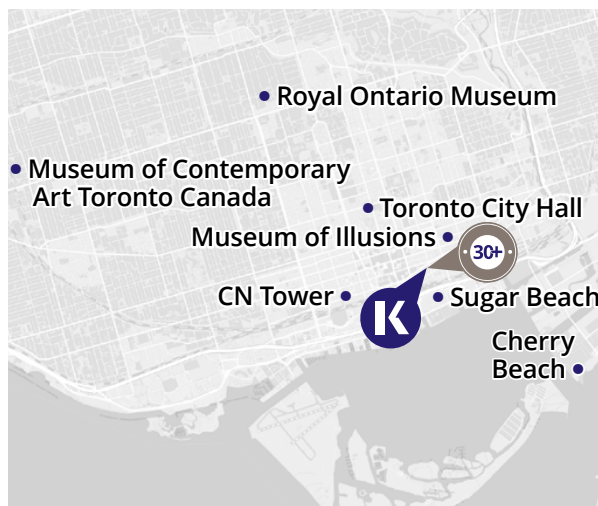 Royal Ontario Museum
Museum of Contemporary
Art Toronto Canada
Toronto City Hall
Museum of Illusions
30+
CN Tower
K
Sugar Beach
Cherry
Beach